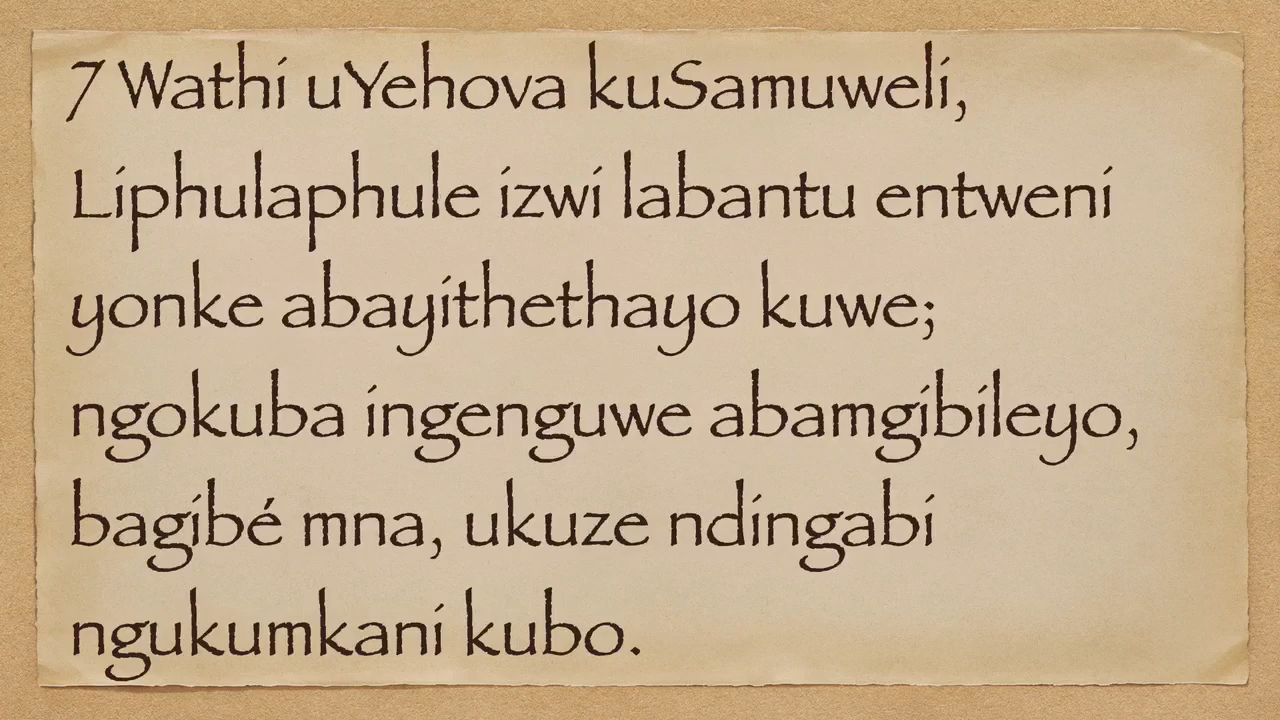 7 Wathi uYehova kuSamuweli,
Liphulaphule izwi labantu entweni
yonke abayithethayo kuwe;
ngokuba ingenguwe abamgibileyo,
bagibé mna, ukuze ndingabi
ngukumkani kubo.